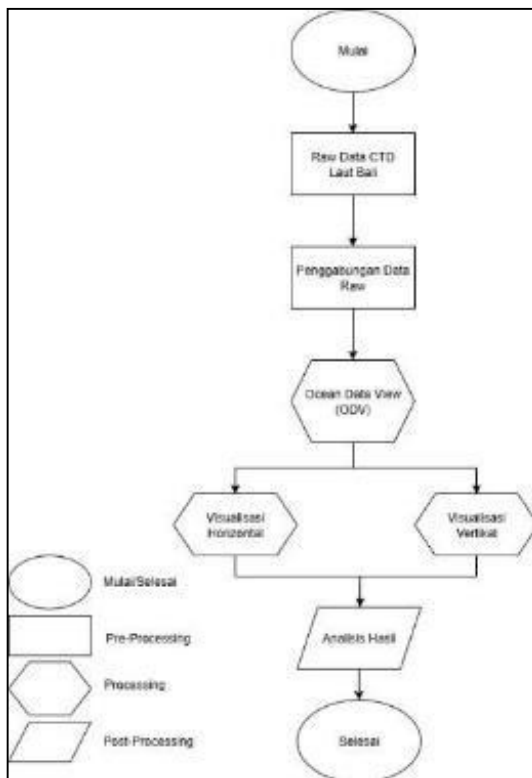 Mulai
Raw Data CTD
Laut Bali
Penggabungan Data
Raw
Ocean Data View
(ODV)
Visualisasi
Horizontal
Visualisasi
Vertikal
Analisis Hasil
Selesai
Mulai/Selesai
Pre-Processing
Processing
Post-Processing